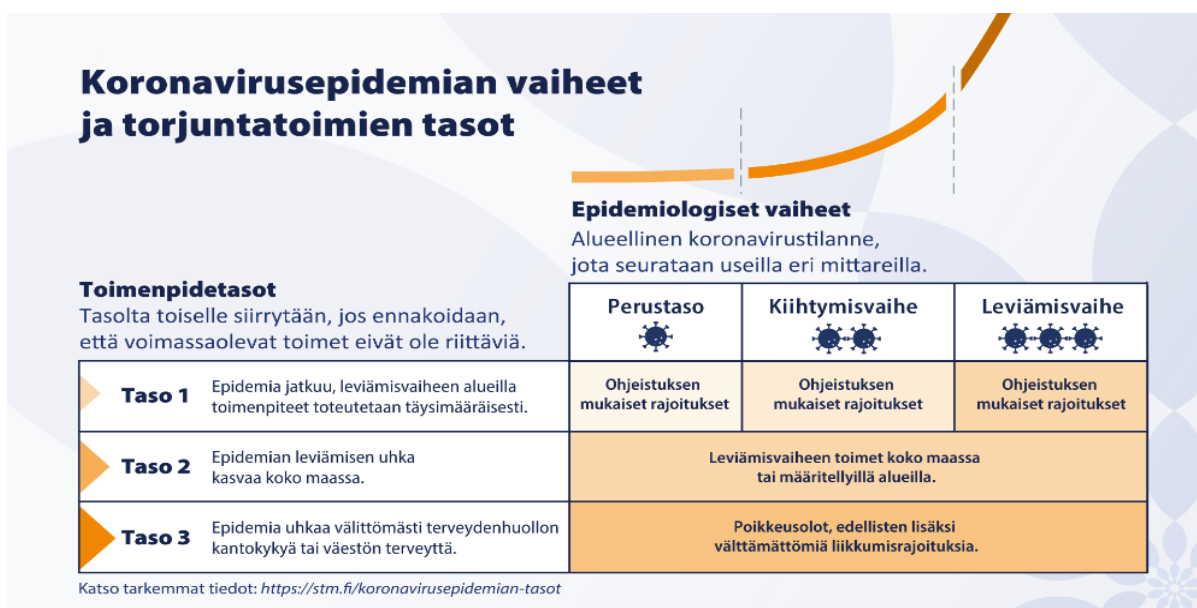 Koronavirusepidemian vaiheet
ja torjuntatoimien tasot
Epidemiologiset vaiheet
Alueellinen koronavirustilanne,
jota seurataan useilla eri mittareilla.
Toimenpidetasot
Tasolta toiselle siirrytään, jos ennakoidaan,
että voimassaolevat toimet eivät ole riittäviä.
Perustaso
Kiihtymisvaihe
Leviämisvaihe
Taso 1
Epidemia jatkuu, leviämisvaiheen alueilla
toimenpiteet toteutetaan täysimääräisesti.
Ohjeistuksen
mukaiset rajoitukset
Ohjeistuksen
mukaiset rajoitukset
Ohjeistuksen
mukaiset rajoitukset
Taso 2
Epidemian leviämisen uhka
kasvaa koko maassa.
Leviämisvaiheen toimet koko maassa
tai määritellyillä alueilla.
Taso 3
Epidemia uhkaa välittömästi terveydenhuollon
kantokykyä tai väestön terveyttä.
Poikkeusolot, edellisten lisäksi
välttämättömiä liikkumisrajoituksia.
Katso tarkemmat tiedot: https://stm.fi/koronavirusepidemian-tasot